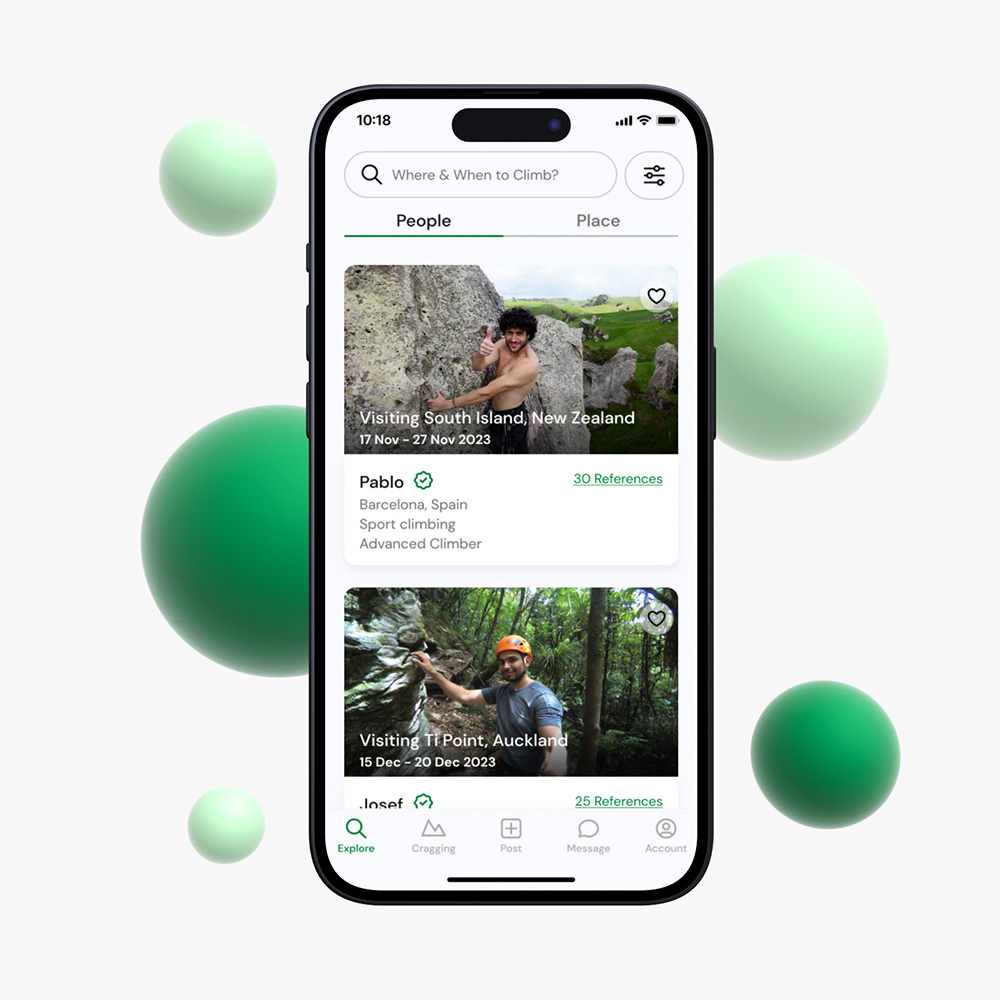 10:18
Where & When to Climb?
People
Place
Visiting South Island, New Zealand
17 Nov - 27 Nov 2023
Pablo
30 References
Barcelona, Spain
Sport climbing
Advanced Climber
Visiting Ti Point, Auckland
15 Dec - 20 Dec 2023
Josef
25 References
Explore
Cragging
Post
Message
Account